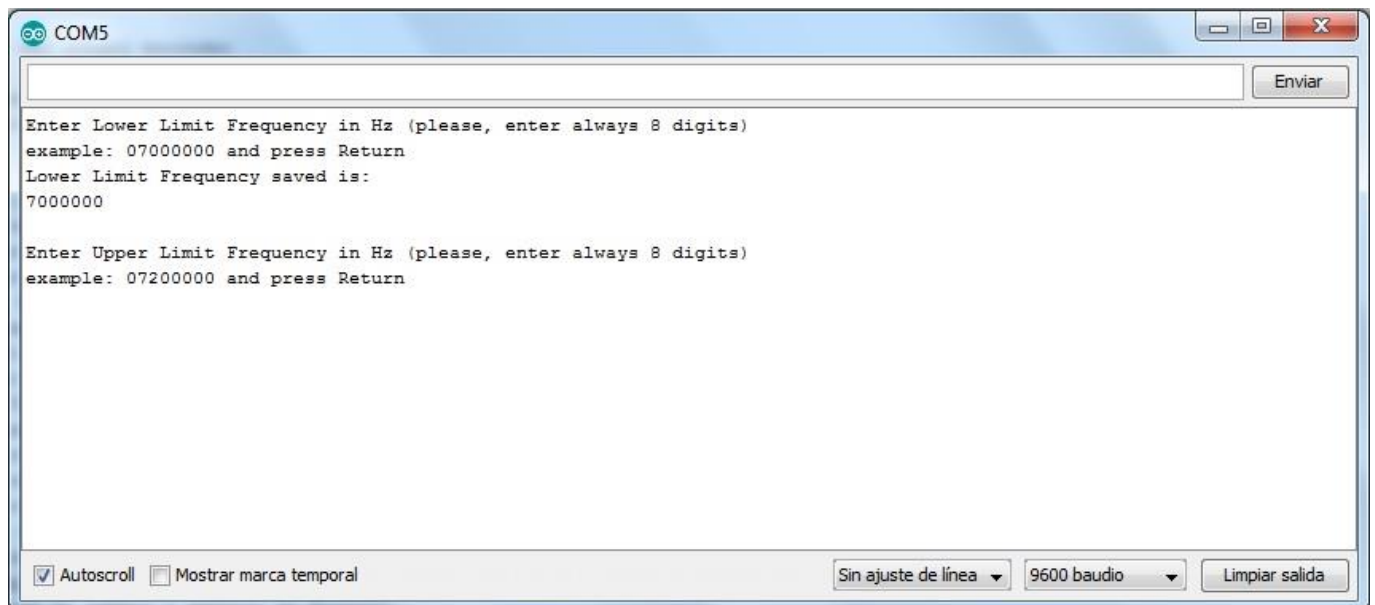 COM5
Enviar
Enter Lower Limit Frequency in Hz (please, enter always 8 digits)
example: 07000000 and press Return
Lower Limit Frequency saved is:
7000000
Enter Upper Limit Frequency in Hz (please, enter always 8 digits)
example: 07200000 and press Return
Autoscroll Mostrar marca temporal Sin ajuste de línea 9600 baudio Limpiar salida